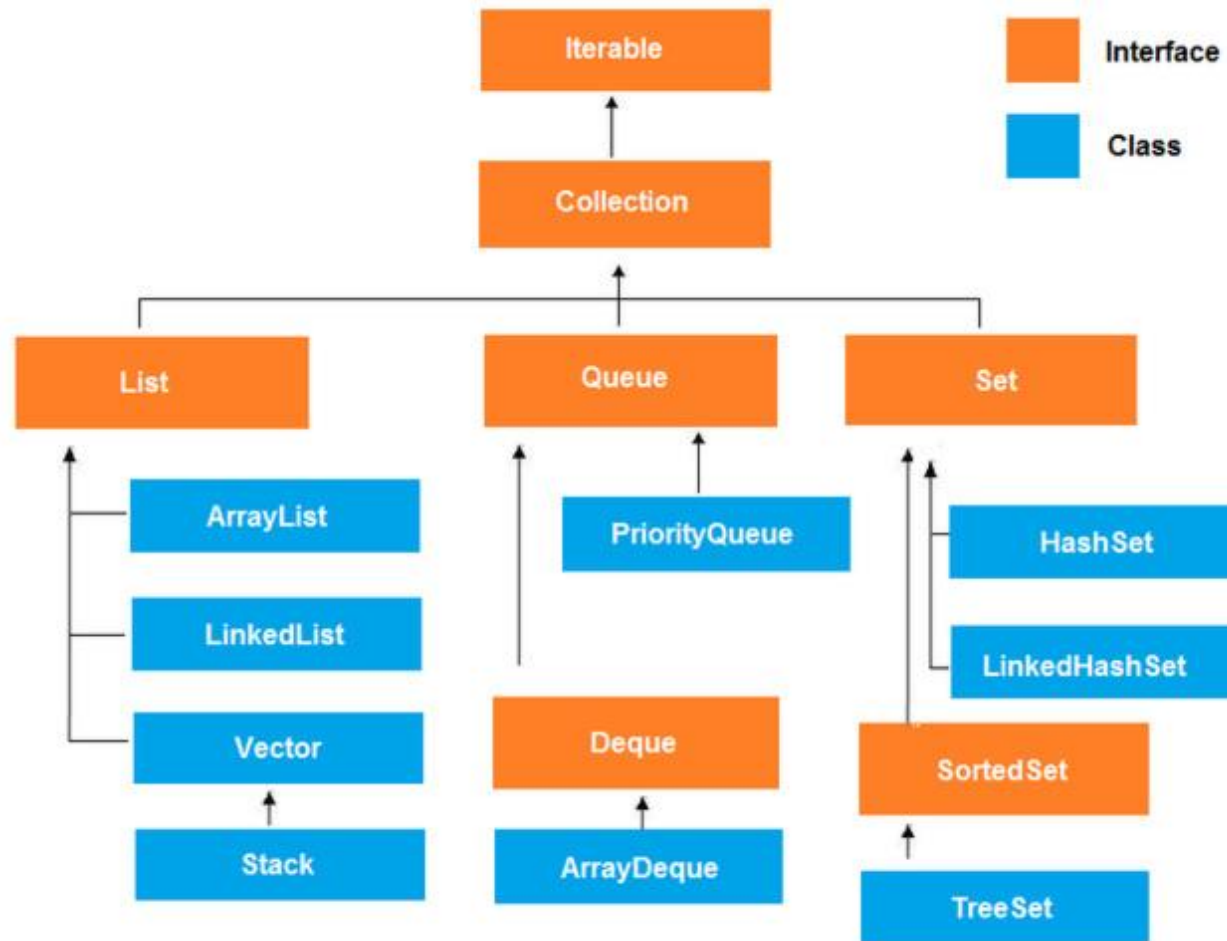 Iterable
Interface
Class
Collection
List
Queue
Set
ArrayList
PriorityQueue
HashSet
LinkedList
LinkedHashSet
Vector
Deque
SortedSet
Stack
ArrayDeque
TreeSet